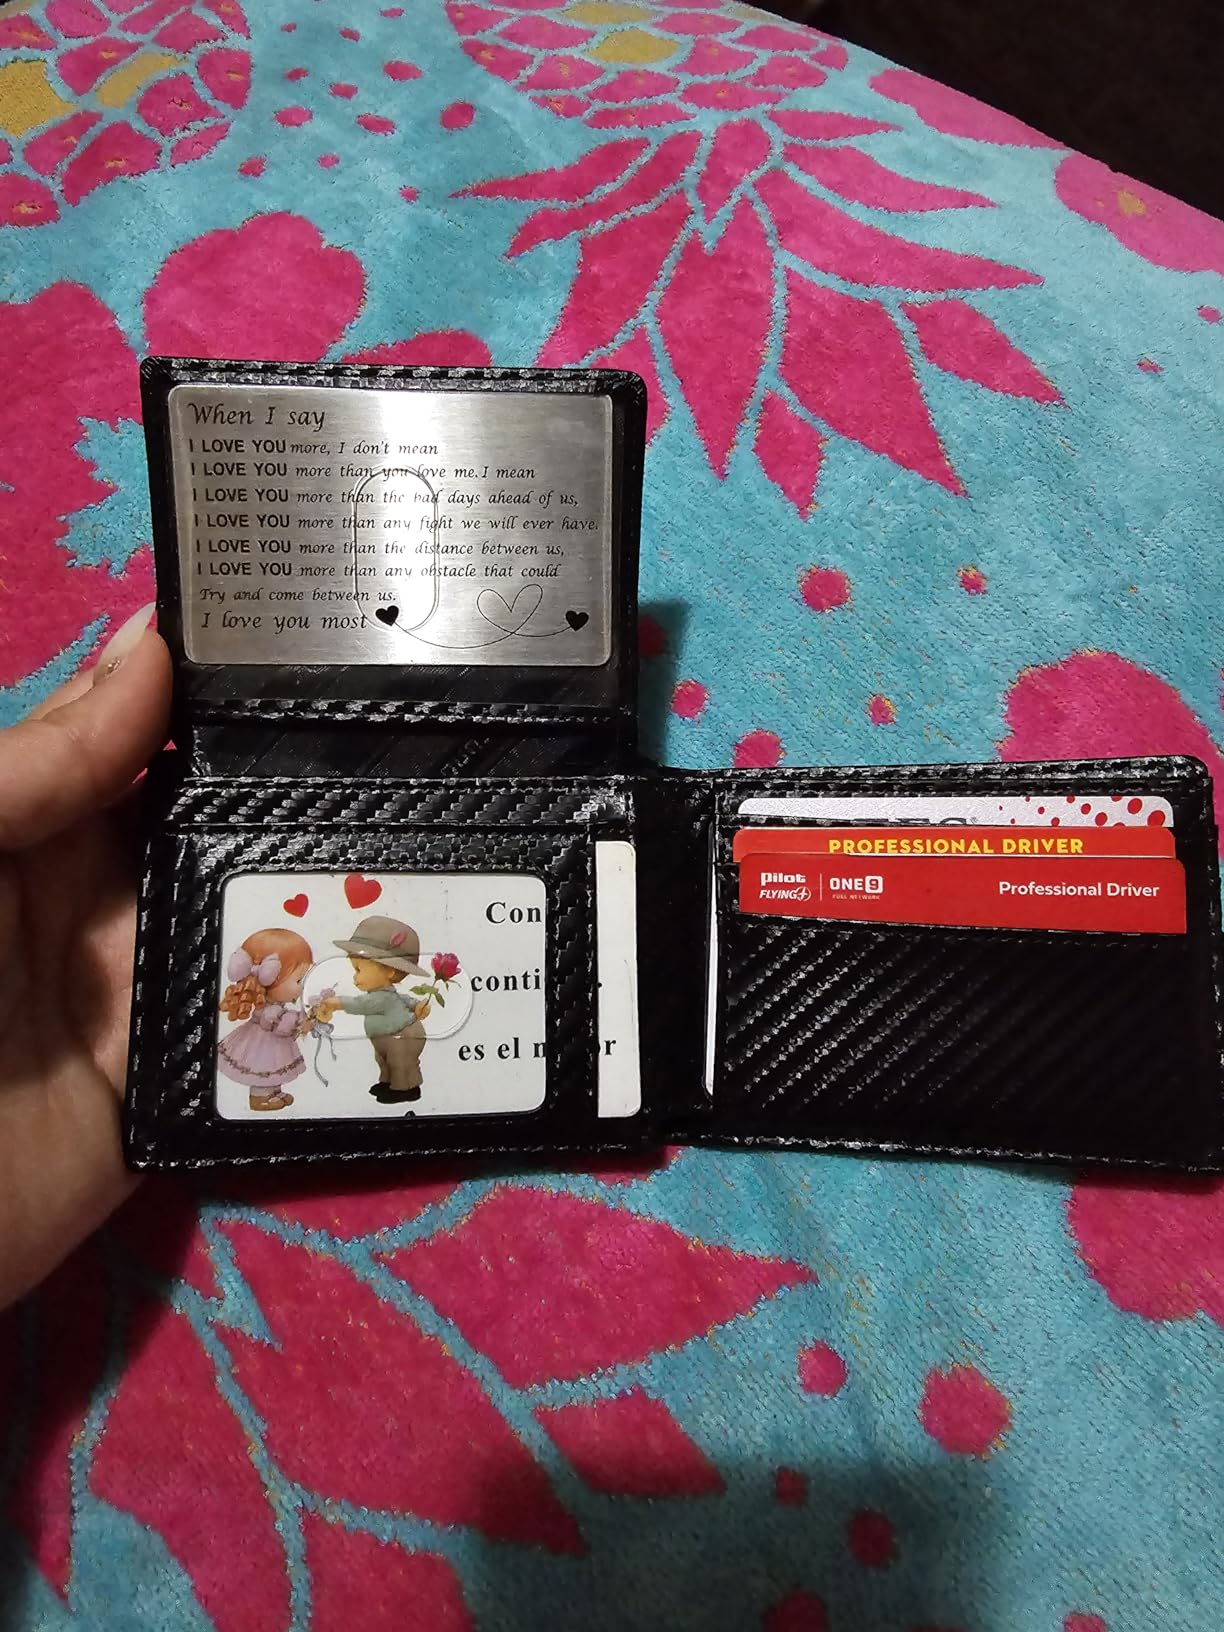 When I say
I LOVE YOU more, I don't mean
I LOVE YOU more than you love me. I mean
I LOVE YOU more than the bad days ahead of us,
I LOVE YOU more than any fight we will ever have.
I LOVE YOU more than the distance between us,
I LOVE YOU more than any obstacle that could
Try and come between us.
I love you most
Con
conti
es el m r
PROFESSIONAL DRIVER
Pilot
FLYING J
ONE9
FUEL NETWORK
Professional Driver